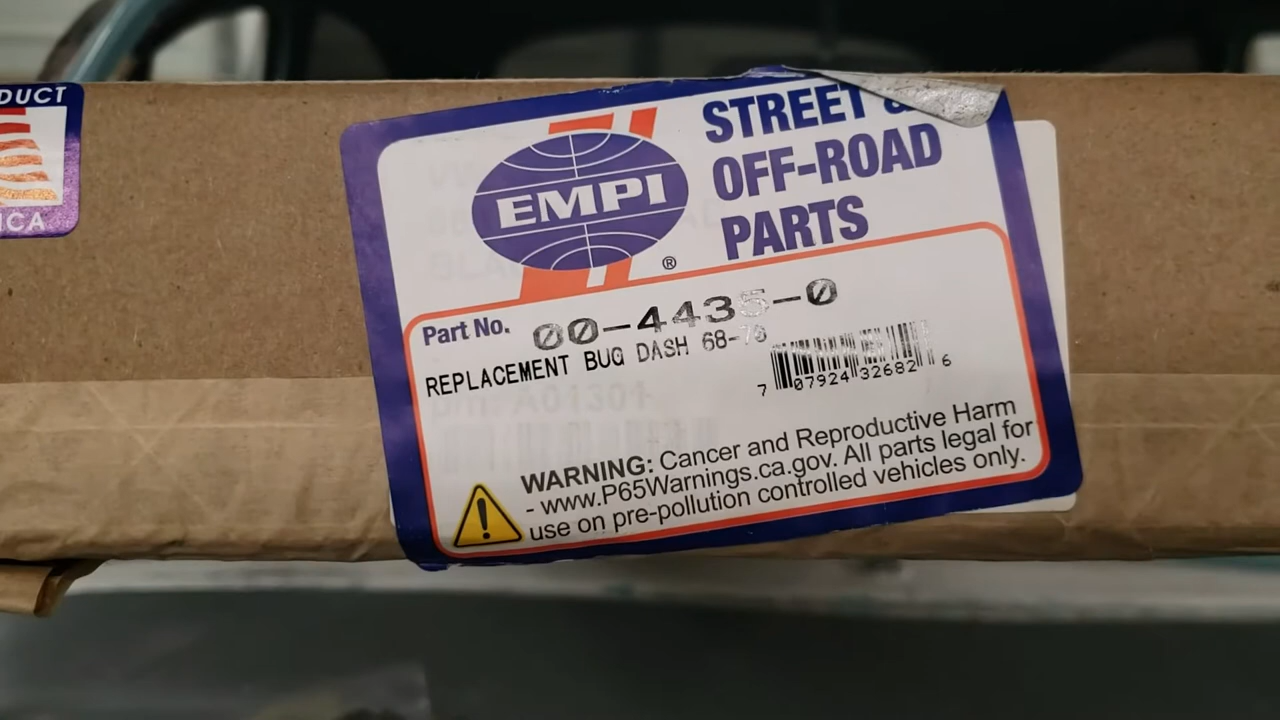 DUCT
ICA
EMPI
®
STREET &
OFF-ROAD
PARTS
Part No. 00-4435-0
REPLACEMENT BUG DASH 68-
7 07924 32682 6
A01301
WARNING: Cancer and Reproductive Harm
- www.P65Warnings.ca.gov. All parts legal for
use on pre-pollution controlled vehicles only.